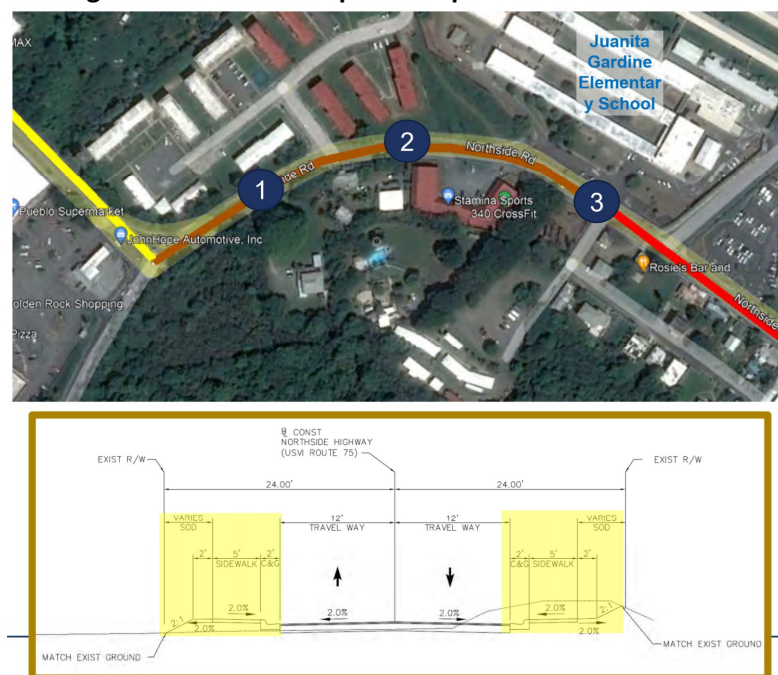 MAX
Juanita
Gardine
Elementar
y School
2
Northside Rd
1
side Rd
Stamina Sports
340 CrossFit
3
Pueblo Supermarket
JohnHope Automotive, Inc
Rosie's Bar and
olden Rock Shopping
Northside
Pizza
℄ CONST
NORTHSIDE HIGHWAY
(USVI ROUTE 75)
EXIST R/W
EXIST R/W
24.00'
24.00'
VARIES
SOD
12'
TRAVEL WAY
12'
TRAVEL WAY
VARIES
SOD
2'
5'
SIDEWALK
2'
C&G
2'
C&G
5'
SIDEWALK
2'
2.0%
2.0%
2:1
2.0%
2.0%
2.0%
2:1
2.0%
MATCH EXIST GROUND
MATCH EXIST GROUND